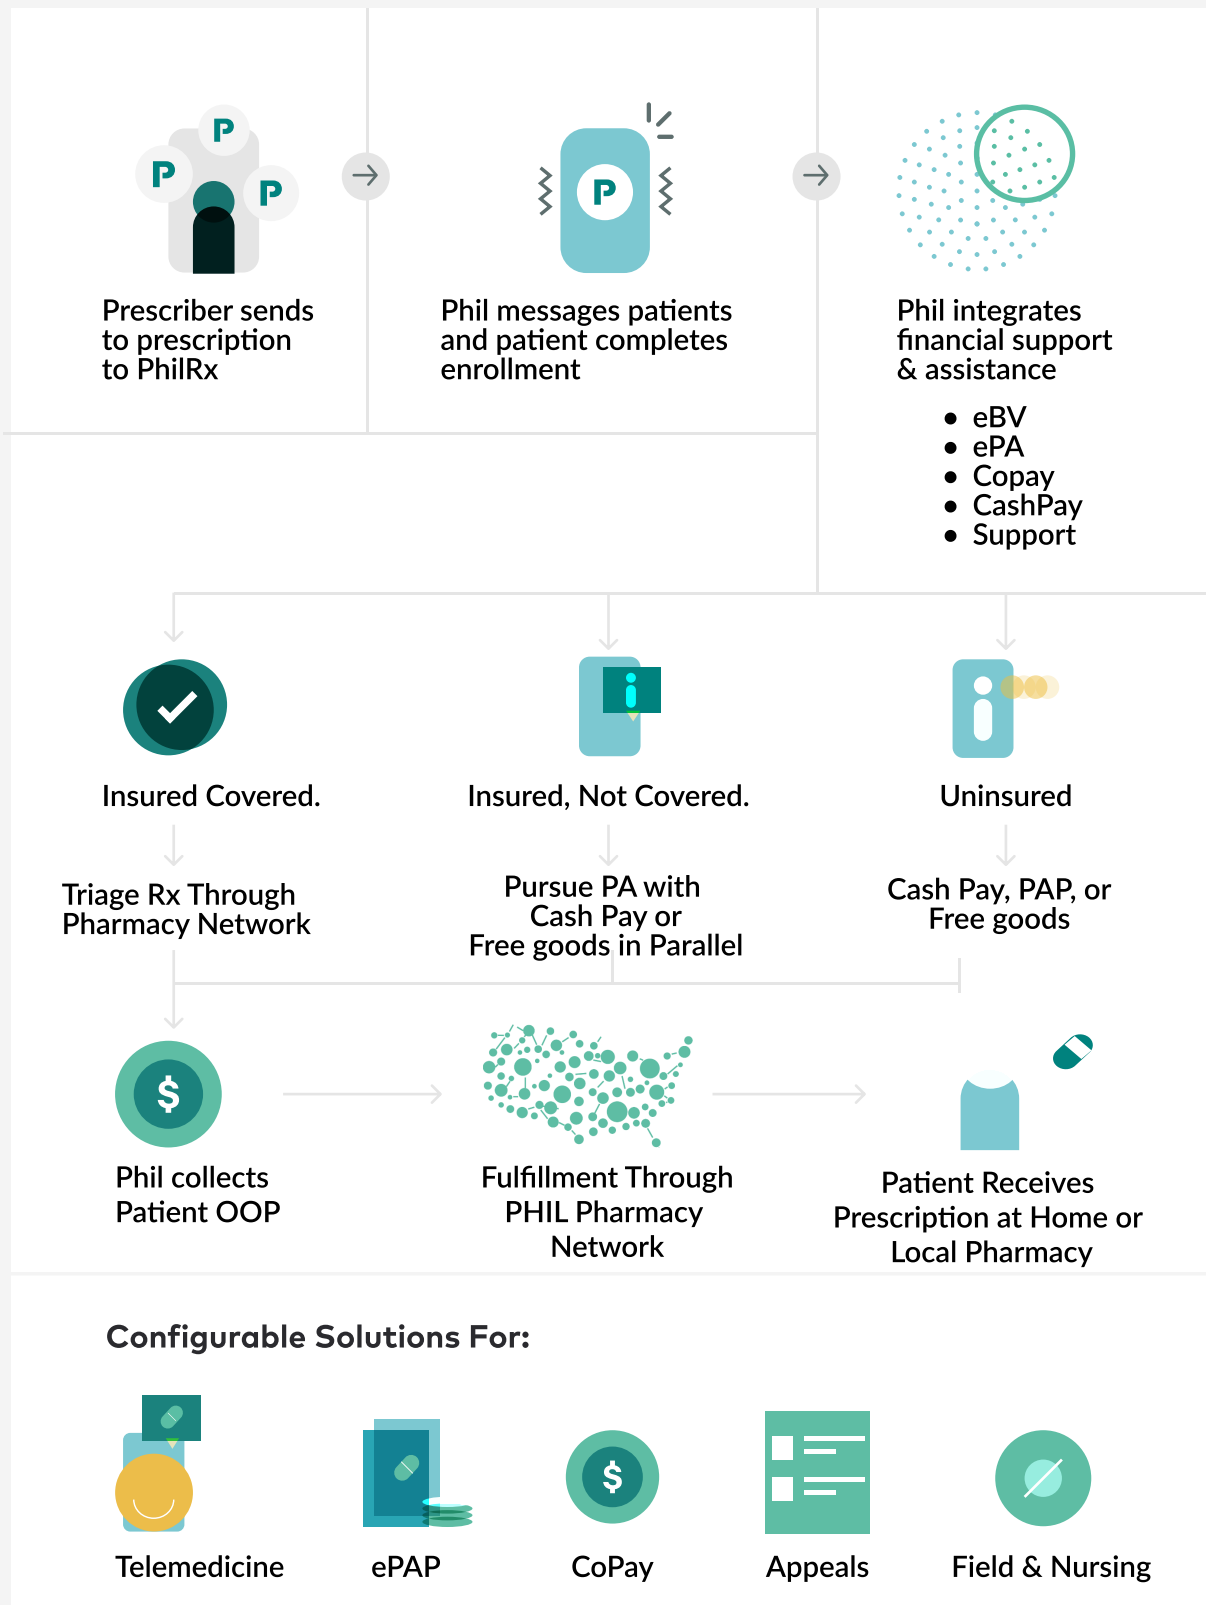 P
P
P
P
Prescriber sends
to prescription
to PhilRx
Phil messages patients
and patient completes
enrollment
Phil integrates
financial support
& assistance
• eBV
• ePA
• Copay
• CashPay
• Support
Insured Covered.
Insured, Not Covered.
Uninsured
Triage Rx Through
Pharmacy Network
Pursue PA with
Cash Pay or
Free goods in Parallel
Cash Pay, PAP, or
Free goods
$
Phil collects
Patient OOP
Fulfillment Through
PHIL Pharmacy
Network
Patient Receives
Prescription at Home or
Local Pharmacy
Configurable Solutions For:
$
Telemedicine
ePAP
CoPay
Appeals
Field & Nursing